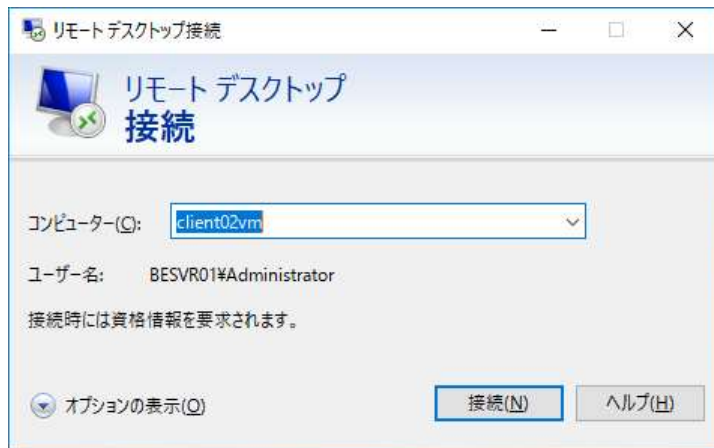 リモート デスクトップ接続
リモート デスクトップ
接続
コンピューター(C): client02vm
ユーザー名: BESVR01¥Administrator
接続時には資格情報を要求されます。
オプションの表示(O) 接続(N) ヘルプ(H)